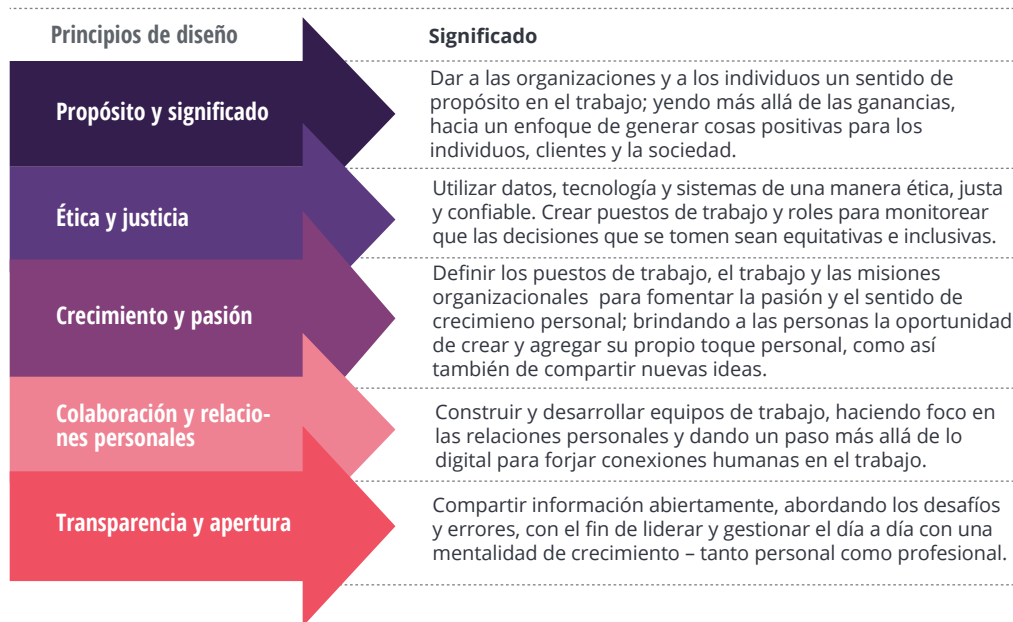 Principios de diseño
Significado
Propósito y significado
Dar a las organizaciones y a los individuos un sentido de
propósito en el trabajo; yendo más allá de las ganancias,
hacia un enfoque de generar cosas positivas para los
individuos, clientes y la sociedad.
Ética y justicia
Utilizar datos, tecnología y sistemas de una manera ética, justa
y confiable. Crear puestos de trabajo y roles para monitorear
que las decisiones que se tomen sean equitativas e inclusivas.
Crecimiento y pasión
Definir los puestos de trabajo, el trabajo y las misiones
organizacionales para fomentar la pasión y el sentido de
crecimieno personal; brindando a las personas la oportunidad
de crear y agregar su propio toque personal, como así
también de compartir nuevas ideas.
Colaboración y relacio-
nes personales
Construir y desarrollar equipos de trabajo, haciendo foco en
las relaciones personales y dando un paso más allá de lo
digital para forjar conexiones humanas en el trabajo.
Transparencia y apertura
Compartir información abiertamente, abordando los desafíos
y errores, con el fin de liderar y gestionar el día a día con una
mentalidad de crecimiento – tanto personal como profesional.